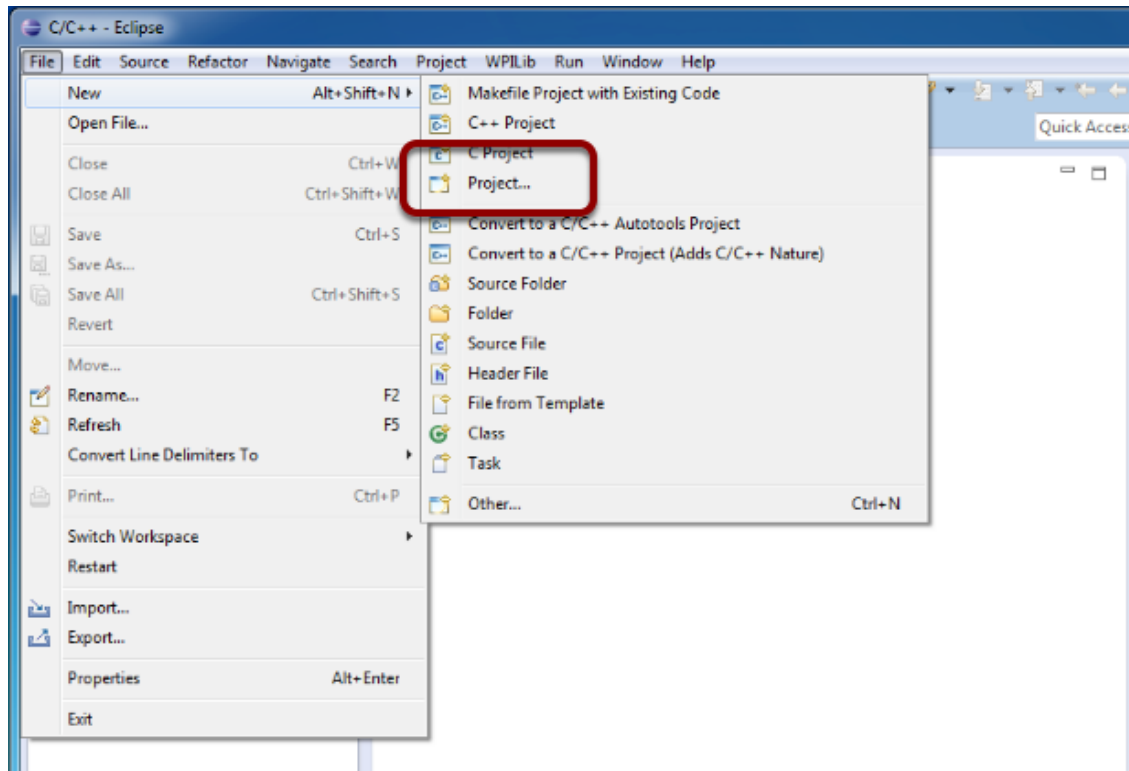 C/C++ - Eclipse
File Edit Source Refactor Navigate Search Project WPILib Run Window Help
New Alt+Shift+N
Open File...
Close Ctrl+W
Close All Ctrl+Shift+W
Save Ctrl+S
Save As...
Save All Ctrl+Shift+S
Revert
Move...
Rename... F2
Refresh F5
Convert Line Delimiters To
Print... Ctrl+P
Switch Workspace
Restart
Import...
Export...
Properties Alt+Enter
Exit
Makefile Project with Existing Code
C++ Project
C Project
Project...
Convert to a C/C++ Autotools Project
Convert to a C/C++ Project (Adds C/C++ Nature)
Source Folder
Folder
Source File
Header File
File from Template
Class
Task
Other... Ctrl+N
Quick Access